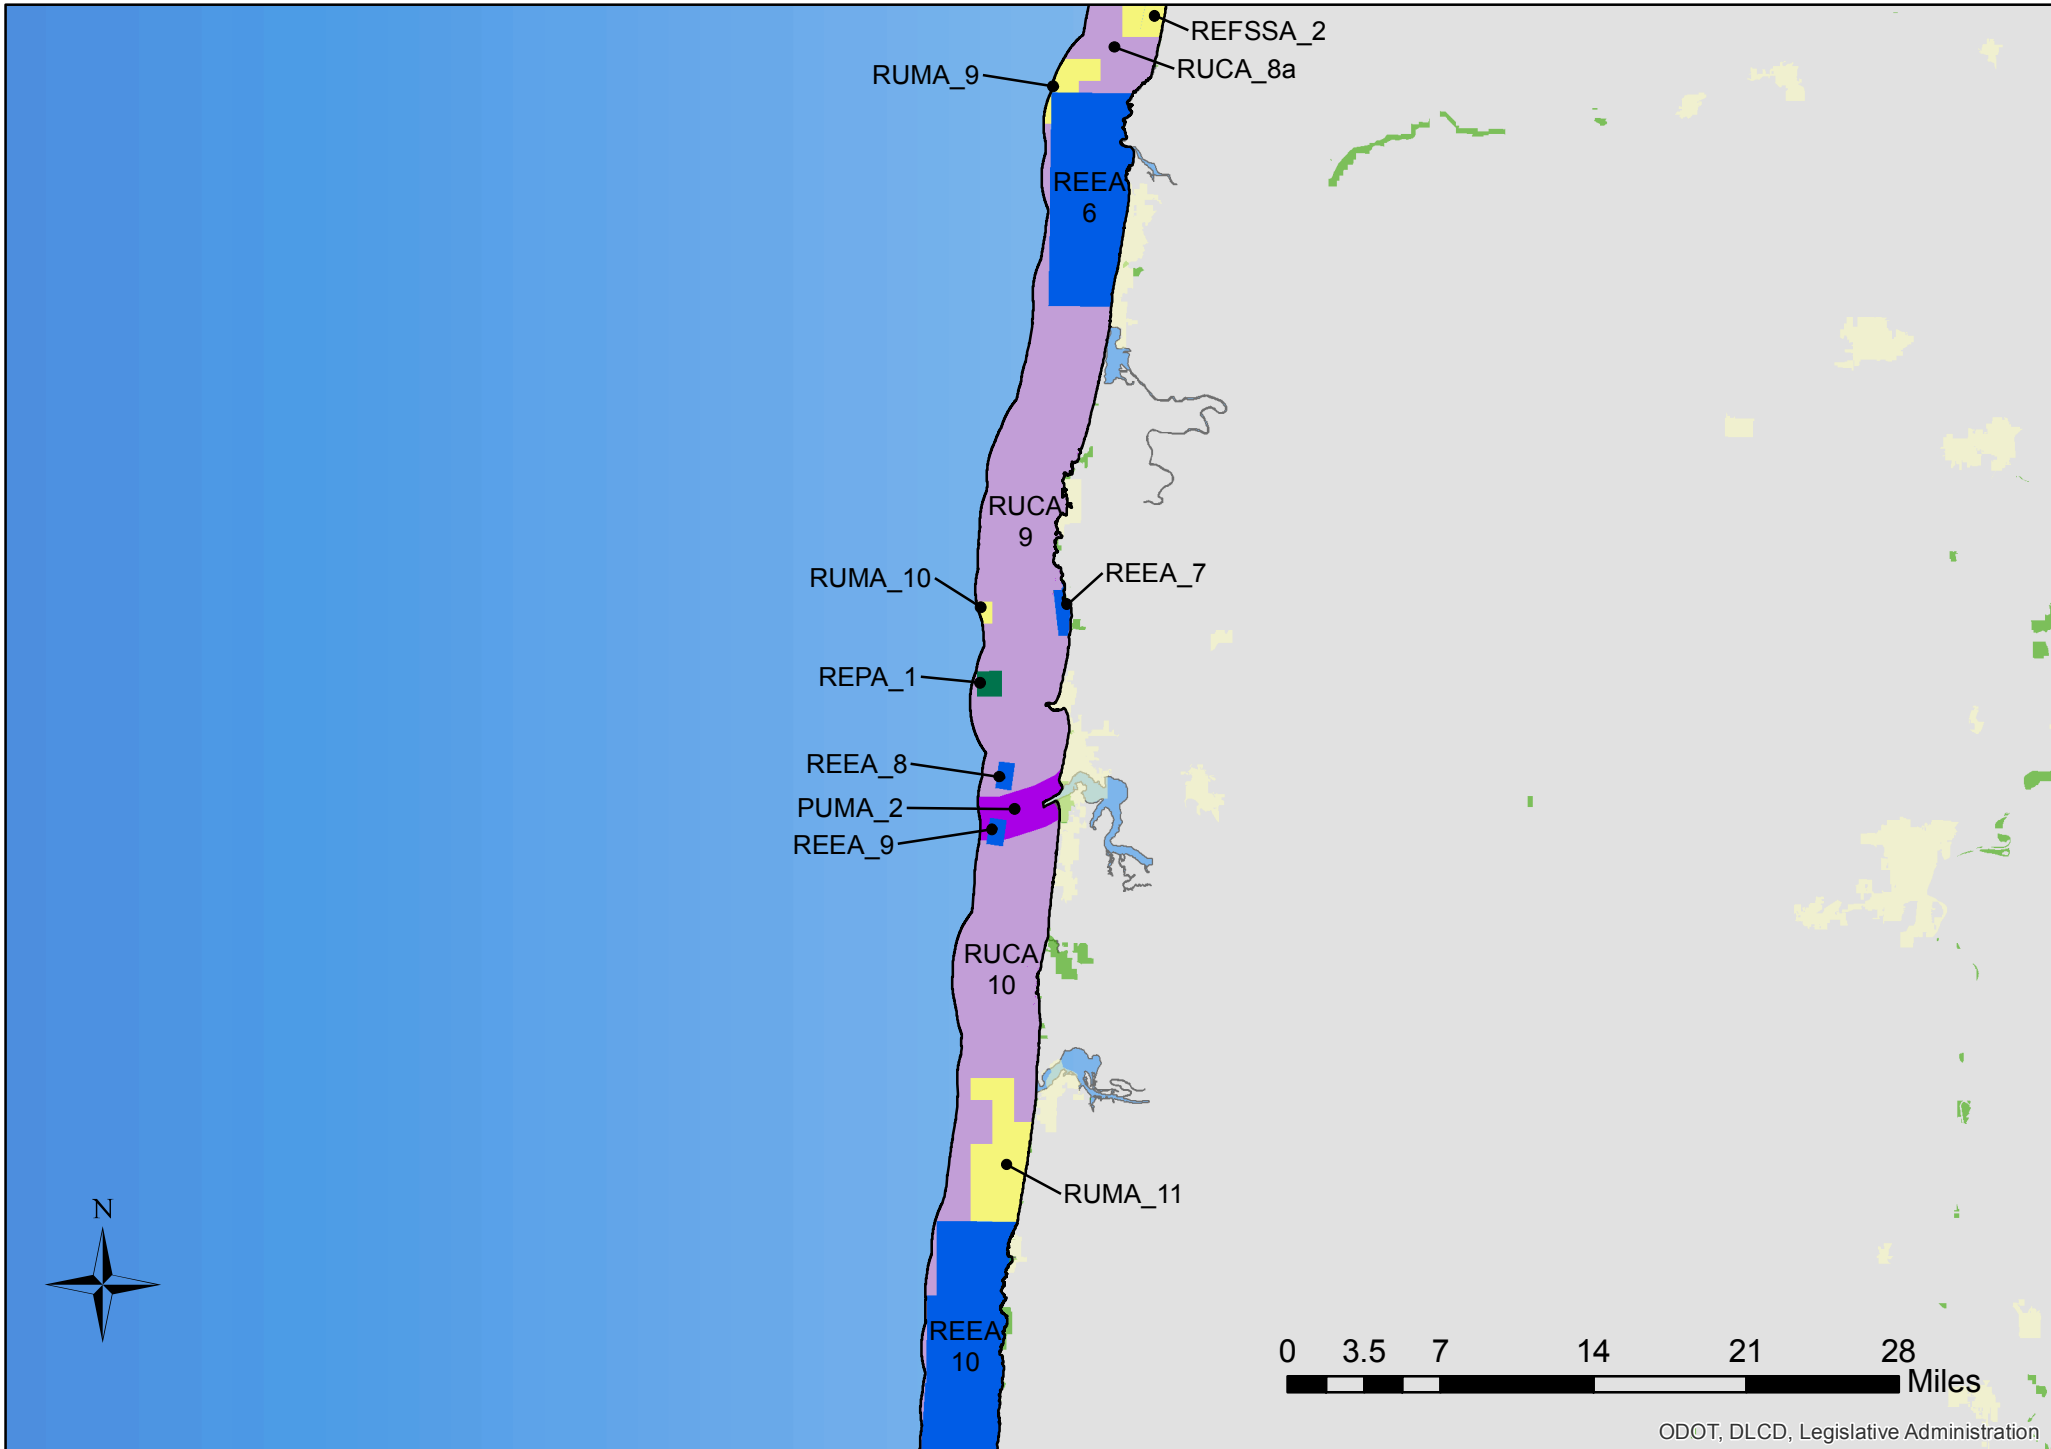 REFSSA_2
RUCA_8a
RUMA_9
REEA
6
RUCA
9
RUMA_10
REEA_7
REPA_1
REEA_8
PUMA_2
REEA_9
RUCA
10
RUMA_11
N
REEA
10
0 3.5 7 14 21 28
Miles
ODOT, DLCD, Legislative Administration